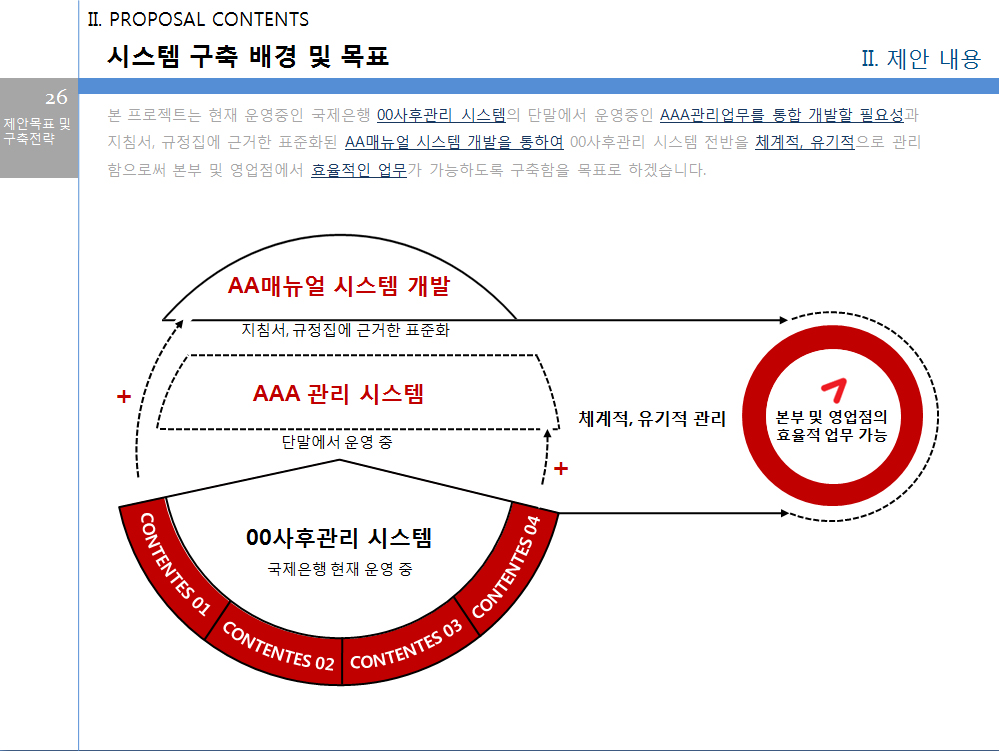 II. PROPOSAL CONTENTS
시스템 구축 배경 및 목표
II. 제안 내용
26
제안목표 및
구축전략
본 프로젝트는 현재 운영중인 국제은행 00사후관리 시스템의 단말에서 운영중인 AAA관리업무를 통합 개발할 필요성과
지침서, 규정집에 근거한 표준화된 AA매뉴얼 시스템 개발을 통하여 00사후관리 시스템 전반을 체계적, 유기적으로 관리
함으로써 본부 및 영업점에서 효율적인 업무가 가능하도록 구축함을 목표로 하겠습니다.
AA매뉴얼 시스템 개발
지침서, 규정집에 근거한 표준화
+
AAA 관리 시스템
단말에서 운영 중
+
체계적, 유기적 관리
본부 및 영업점의
효율적 업무 가능
00사후관리 시스템
국제은행 현재 운영 중
CONTENTES 01
CONTENTES 02
CONTENTES 03
CONTENTES 04